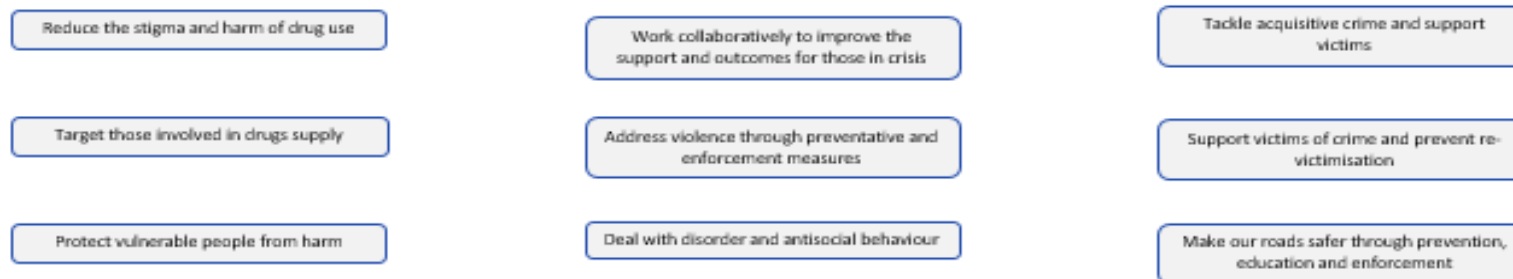 Reduce the stigma and harm of drug use
Target those involved in drugs supply
Protect vulnerable people from harm
Work collaboratively to improve the
support and outcomes for those in crisis
Address violence through preventative and
enforcement measures
Deal with disorder and antisocial behaviour
Tackle acquisitive crime and support
victims
Support victims of crime and prevent re-
victimisation
Make our roads safer through prevention,
education and enforcement